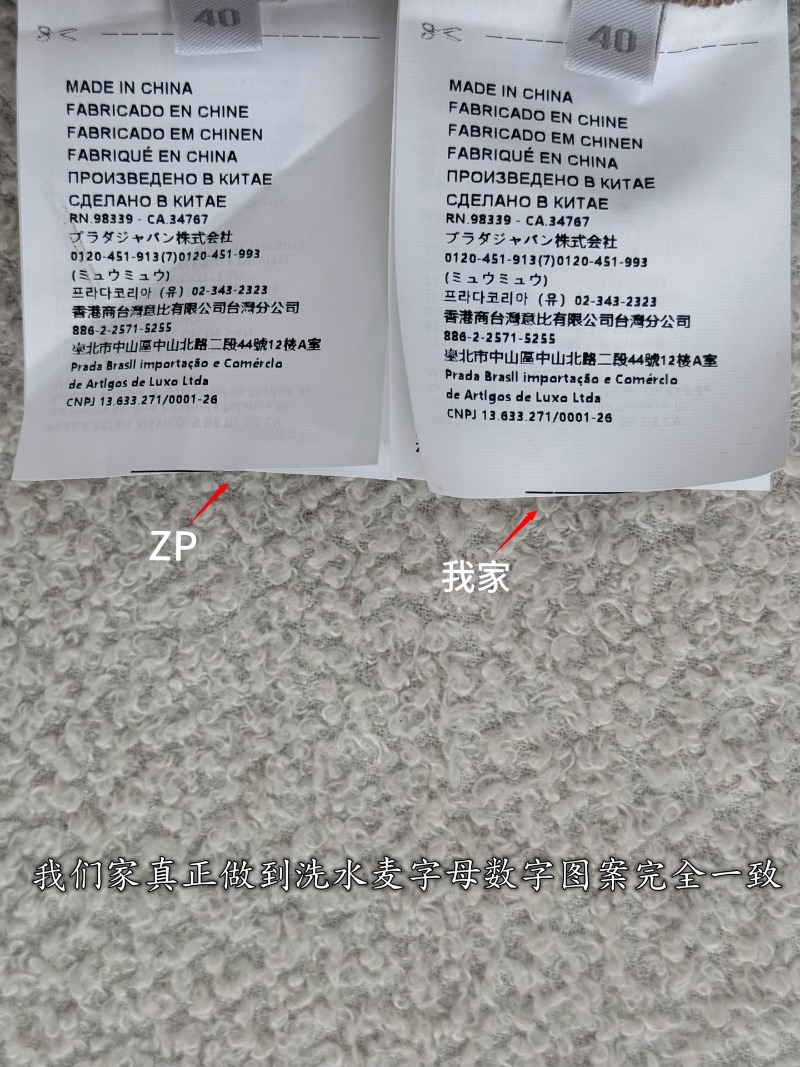 40
MADE IN CHINA
FABRICADO EN CHINE
FABRICADO EM CHINEN
FABRIQUÉ EN CHINA
ПРОИЗВЕДЕНО В КИТАЕ
СДЕЛАНО В КИТАЕ
RN.98339 - CA.34767
プラダジャパン株式会社
0120-451-913(7)0120-451-993
(ミュウミュウ)
프라다코리아 (유) 02-343-2323
香港商台灣意比有限公司台灣分公司
886-2-2571-5255
臺北市中山區中山北路二段44號12楼A室
Prada Brasll importação e Comérclo
de Artlgos de Luxo Ltda
CNPJ 13.633.271/0001-26
40
MADE IN CHINA
FABRICADO EN CHINE
FABRICADO EM CHINEN
FABRIQUÉ EN CHINA
ПРОИЗВЕДЕНО В КИТАЕ
СДЕЛАНО В КИТАЕ
RN.98339 - CA.34767
プラダジャパン株式会社
0120-451-913(7)0120-451-993
(ミュウミュウ)
프라다코리아 (유) 02-343-2323
香港商台灣意比有限公司台灣分公司
886-2-2571-5255
臺北市中山區中山北路二段44號12楼A室
Prada Brasll importação e Comérclo
de Artlgos de Luxo Ltda
CNPJ 13.633.271/0001-26
ZP
我家
我们家真正做到洗水麦字母数字图案完全一致